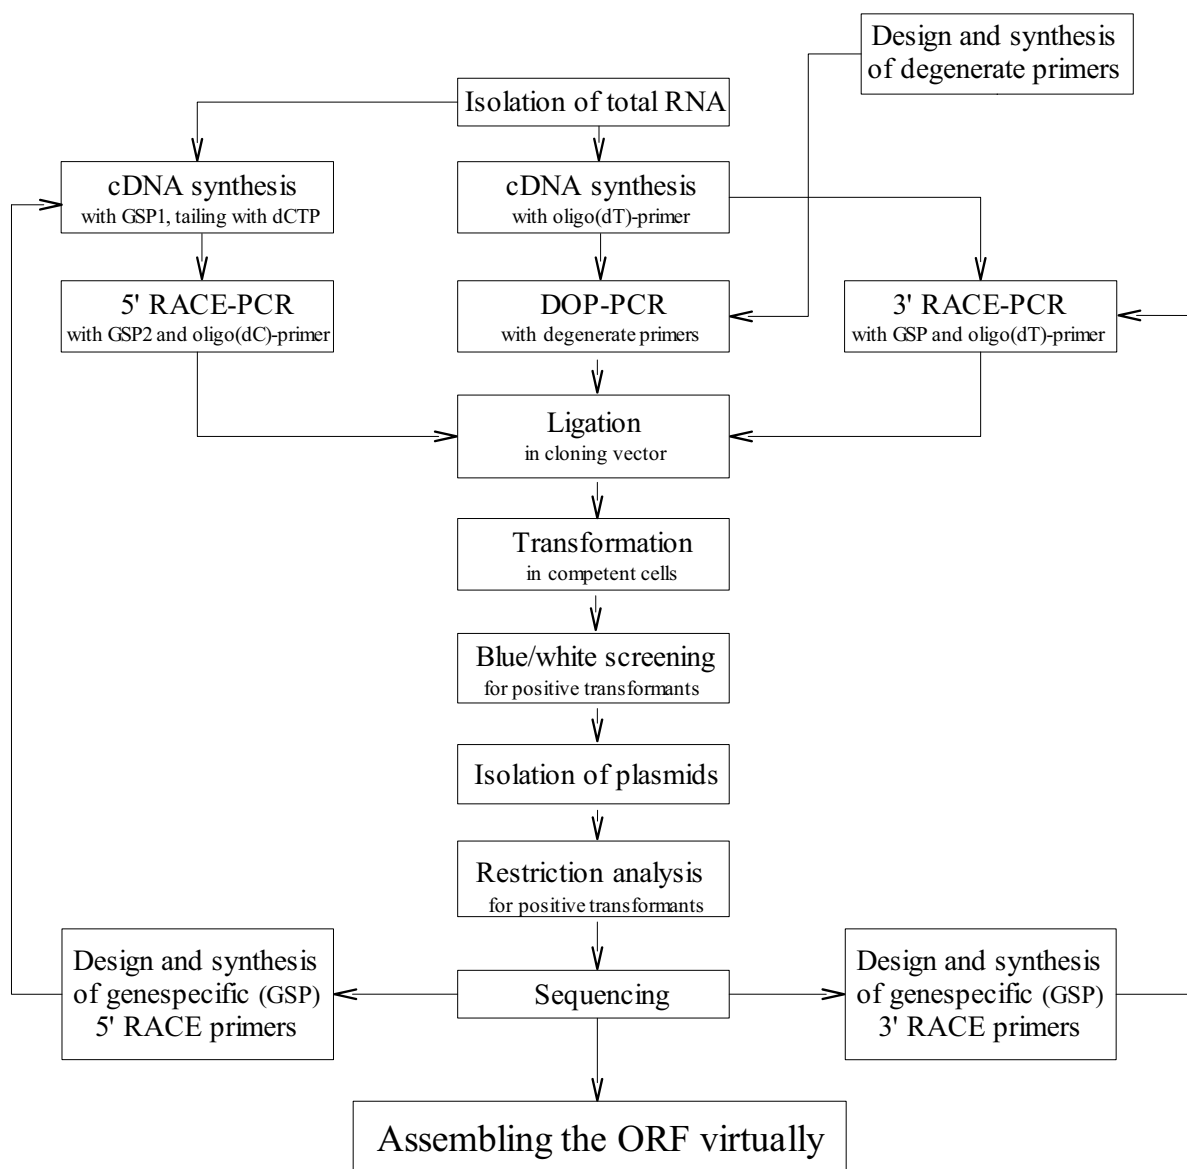 Design and synthesis
of degenerate primers
Isolation of total RNA
cDNA synthesis
with GSP1, tailing with dCTP
cDNA synthesis
with oligo(dT)-primer
5' RACE-PCR
with GSP2 and oligo(dC)-primer
DOP-PCR
with degenerate primers
3' RACE-PCR
with GSP and oligo(dT)-primer
Ligation
in cloning vector
Transformation
in competent cells
Blue/white screening
for positive transformants
Isolation of plasmids
Restriction analysis
for positive transformants
Design and synthesis
of genespecific (GSP)
5' RACE primers
Sequencing
Design and synthesis
of genespecific (GSP)
3' RACE primers
Assembling the ORF virtually